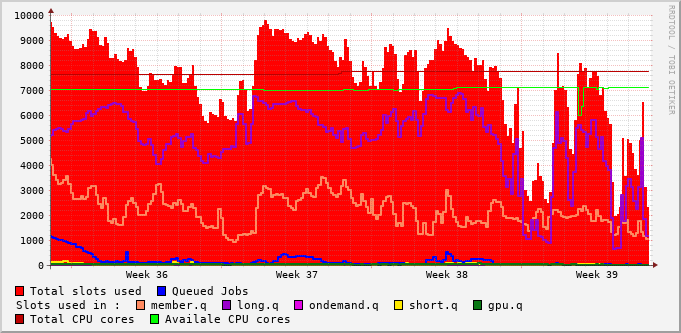 RRDTOOL / TOBI OETIKER
10000
9000
8000
7000
6000
5000
4000
3000
2000
1000
0
Week 36 Week 37 Week 38 Week 39
Total slots used Queued Jobs
Slots used in : member.q long.q ondemand.q short.q gpu.q
Total CPU cores Availale CPU cores